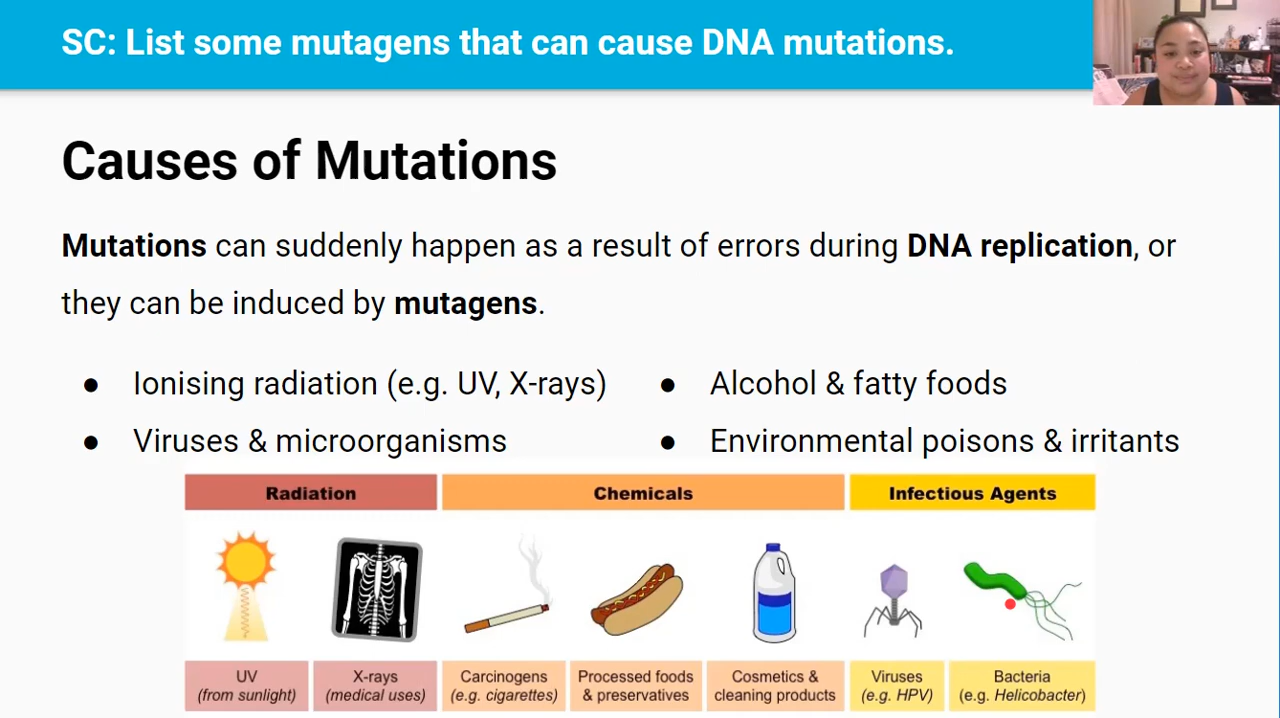 SC: List some mutagens that can cause DNA mutations.
Causes of Mutations
Mutations can suddenly happen as a result of errors during DNA replication, or
they can be induced by mutagens.
● Ionising radiation (e.g. UV, X-rays)
● Viruses & microorganisms
● Alcohol & fatty foods
● Environmental poisons & irritants
Radiation
Chemicals
Infectious Agents
UV
(from sunlight)
X-rays
(medical uses)
Carcinogens
(e.g. cigarettes)
Processed foods
& preservatives
Cosmetics &
cleaning products
Viruses
(e.g. HPV)
Bacteria
(e.g. Helicobacter)